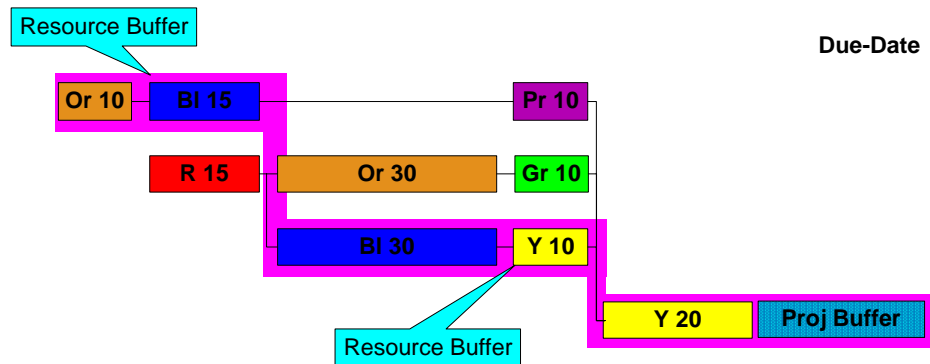 Resource Buffer
Due-Date
Or 10
Bl 15
Pr 10
R 15
Or 30
Gr 10
Bl 30
Y 10
Y 20
Proj Buffer
Resource Buffer